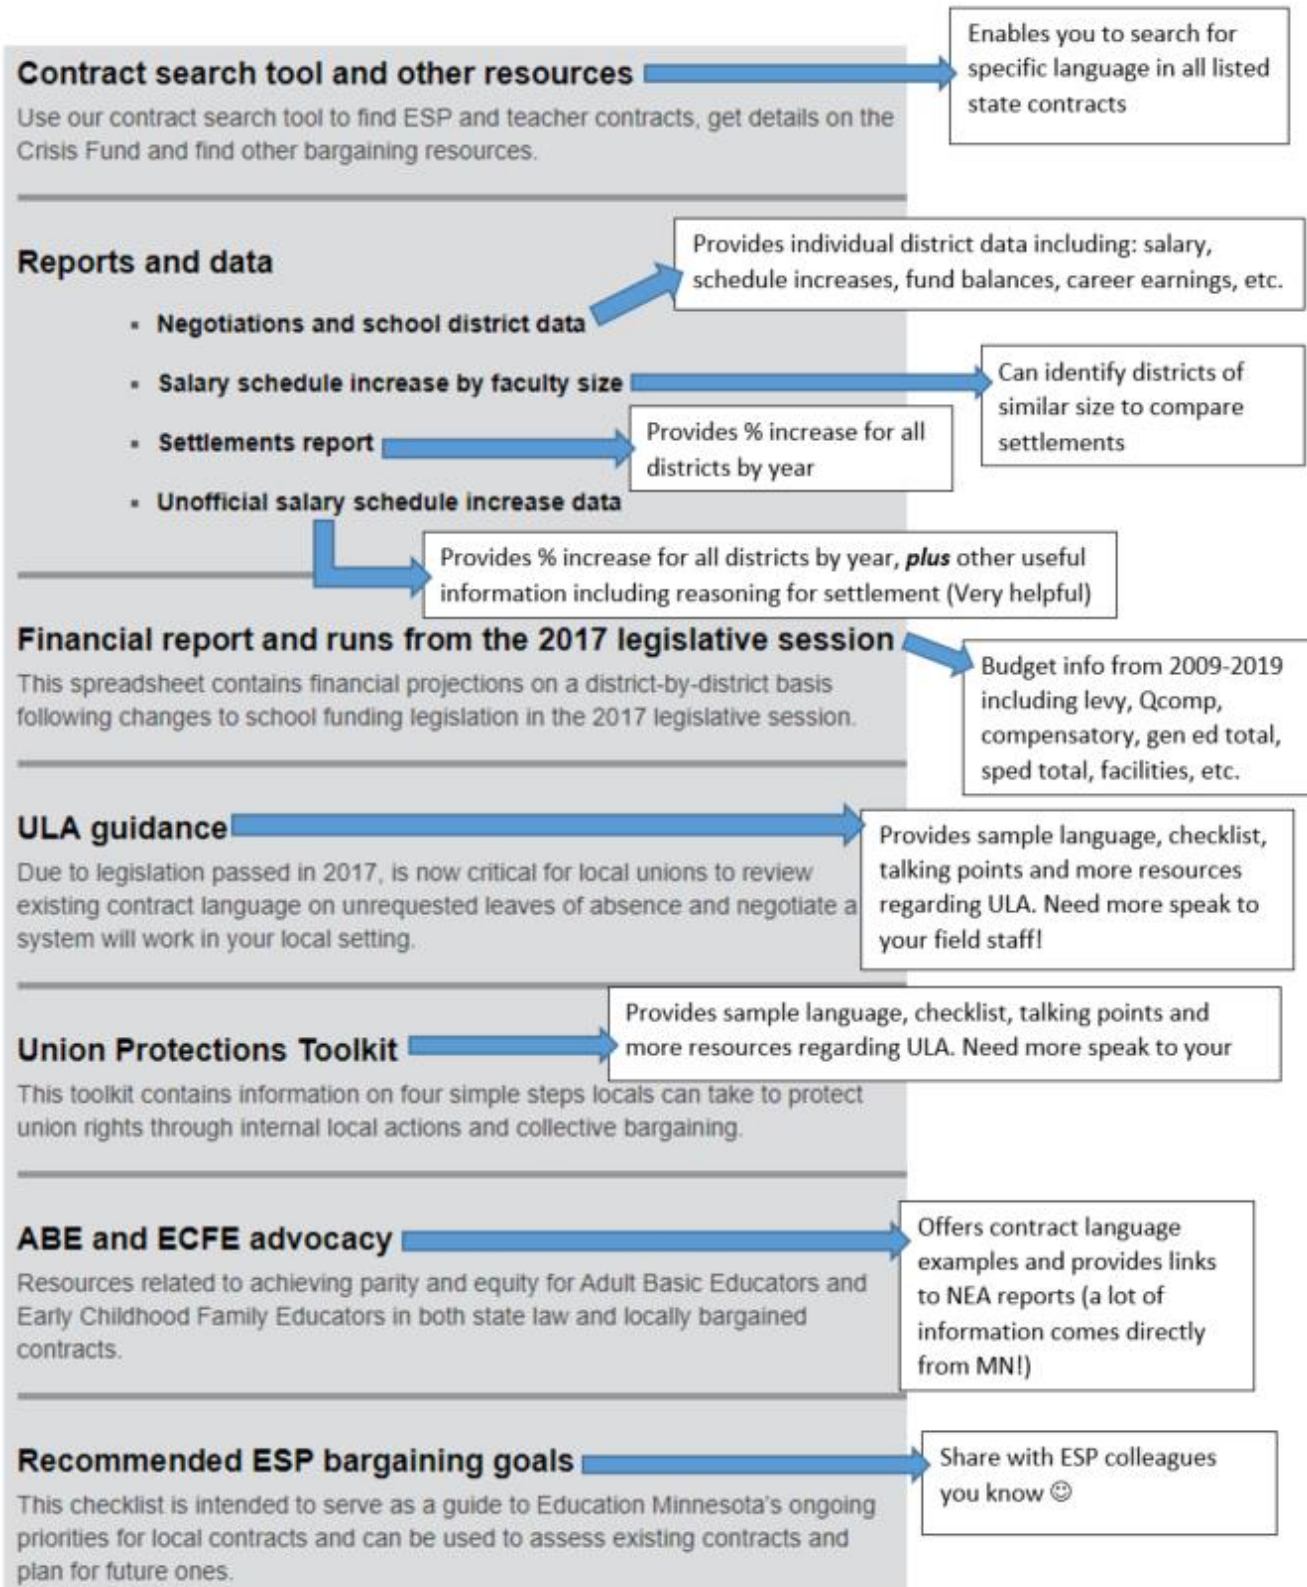 Contract search tool and other resources
Enables you to search for
specific language in all listed
state contracts
Use our contract search tool to find ESP and teacher contracts, get details on the
Crisis Fund and find other bargaining resources.
Reports and data
Provides individual district data including: salary,
schedule increases, fund balances, career earnings, etc.
▪ Negotiations and school district data
▪ Salary schedule increase by faculty size
Can identify districts of
similar size to compare
settlements
▪ Settlements report
Provides % increase for all
districts by year
▪ Unofficial salary schedule increase data
Provides % increase for all districts by year, plus other useful
information including reasoning for settlement (Very helpful)
Financial report and runs from the 2017 legislative session
Budget info from 2009-2019
including levy, Qcomp,
compensatory, gen ed total,
sped total, facilities, etc.
This spreadsheet contains financial projections on a district-by-district basis
following changes to school funding legislation in the 2017 legislative session.
ULA guidance
Provides sample language, checklist,
talking points and more resources
regarding ULA. Need more speak to
your field staff!
Due to legislation passed in 2017, is now critical for local unions to review
existing contract language on unrequested leaves of absence and negotiate a
system will work in your local setting.
Union Protections Toolkit
Provides sample language, checklist, talking points and
more resources regarding ULA. Need more speak to your
This toolkit contains information on four simple steps locals can take to protect
union rights through internal local actions and collective bargaining.
ABE and ECFE advocacy
Offers contract language
examples and provides links
to NEA reports (a lot of
information comes directly
from MN!)
Resources related to achieving parity and equity for Adult Basic Educators and
Early Childhood Family Educators in both state law and locally bargained
contracts.
Recommended ESP bargaining goals
Share with ESP colleagues
you know ☺
This checklist is intended to serve as a guide to Education Minnesota's ongoing
priorities for local contracts and can be used to assess existing contracts and
plan for future ones.